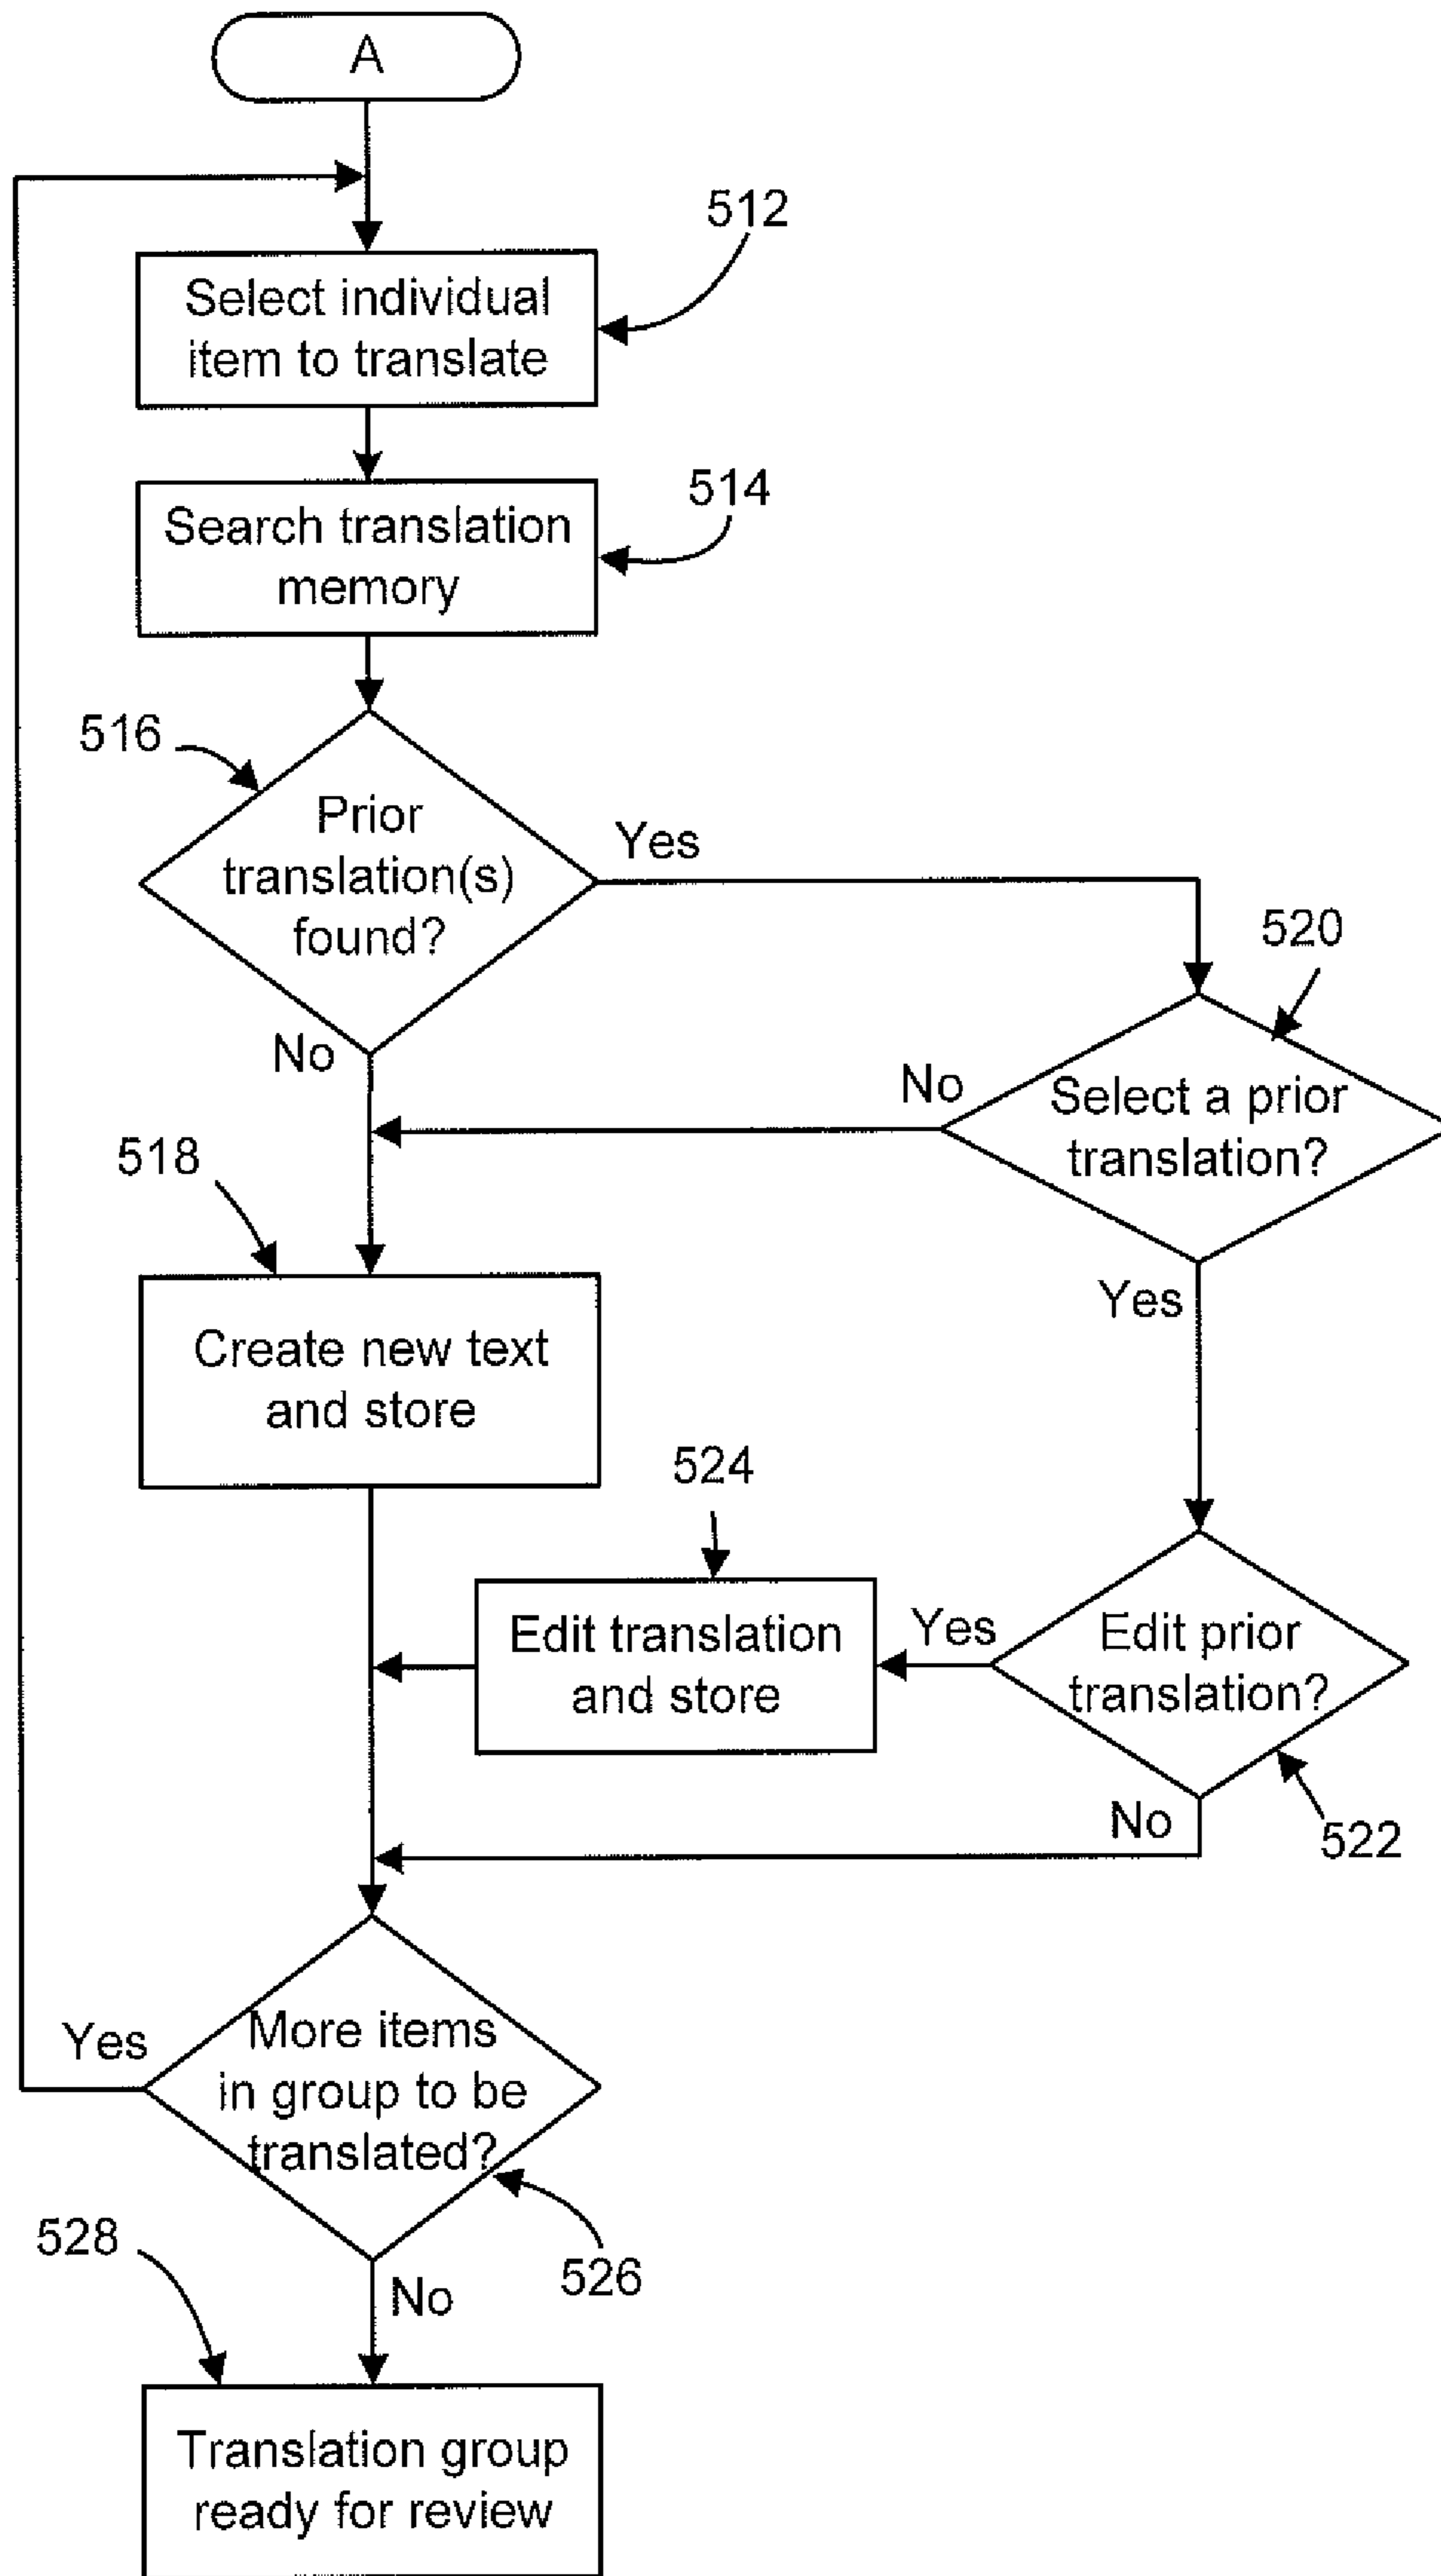 A
512
Select individual
item to translate
514
Search translation
memory
516
Prior
translation(s)
found?
Yes
No
520
Select a prior
translation?
No
Yes
518
Create new text
and store
524
Edit translation
and store
Yes
Edit prior
translation?
No
522
More items
in group to be
translated?
Yes
526
No
528
Translation group
ready for review